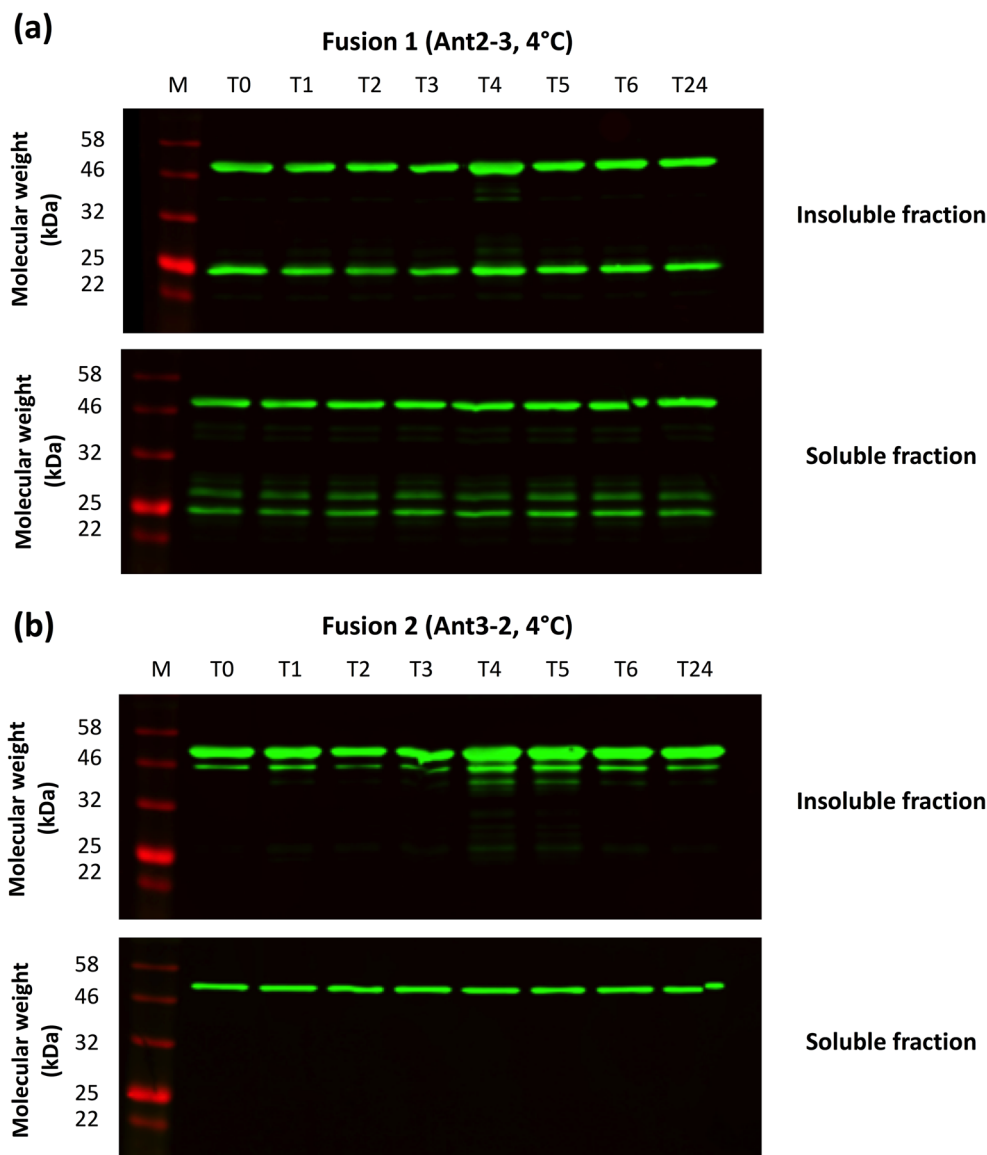 (a)
Fusion 1 (Ant2-3, 4°C)
M T0 T1 T2 T3 T4 T5 T6 T24
Molecular weight
(kDa)
58
46
32
25
22
Insoluble fraction
Molecular weight
(kDa)
58
46
32
25
22
Soluble fraction
(b)
Fusion 2 (Ant3-2, 4°C)
M T0 T1 T2 T3 T4 T5 T6 T24
Molecular weight
(kDa)
58
46
32
25
22
Insoluble fraction
Molecular weight
(kDa)
58
46
32
25
22
Soluble fraction